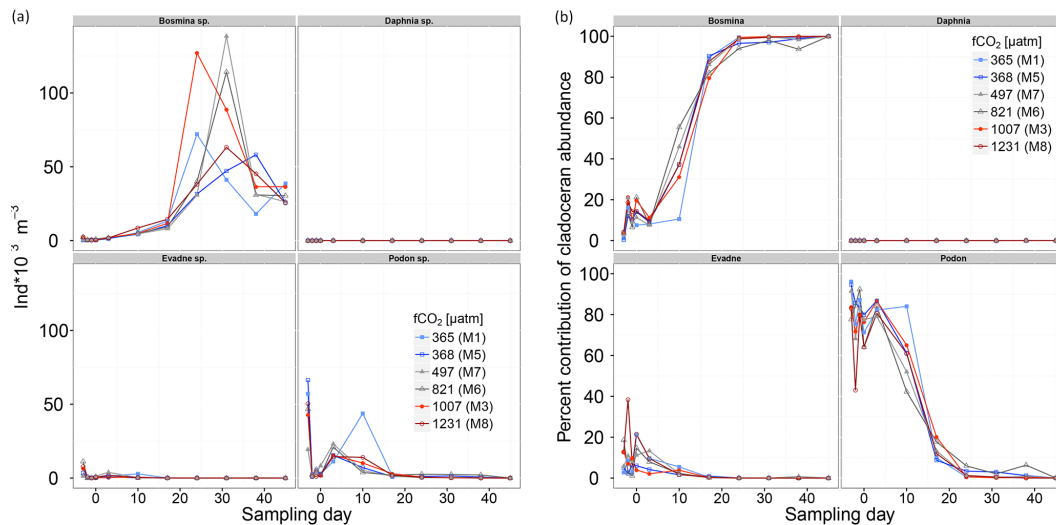 (a)
Bosmina sp.
Daphnia sp.
100
50
0
Evadne sp.
Podon sp.
100
50
0
Ind*10⁻³ m⁻³
fCO₂ [µatm]
365 (M1)
368 (M5)
497 (M7)
821 (M6)
1007 (M3)
1231 (M8)
0 10 20 30 40
0 10 20 30 40
Sampling day
(b)
Bosmina
Daphnia
100
80
60
40
20
0
fCO₂ [µatm]
365 (M1)
368 (M5)
497 (M7)
821 (M6)
1007 (M3)
1231 (M8)
Evadne
Podon
100
80
60
40
20
0
Percent contribution of cladoceran abundance
0 10 20 30 40
0 10 20 30 40
Sampling day